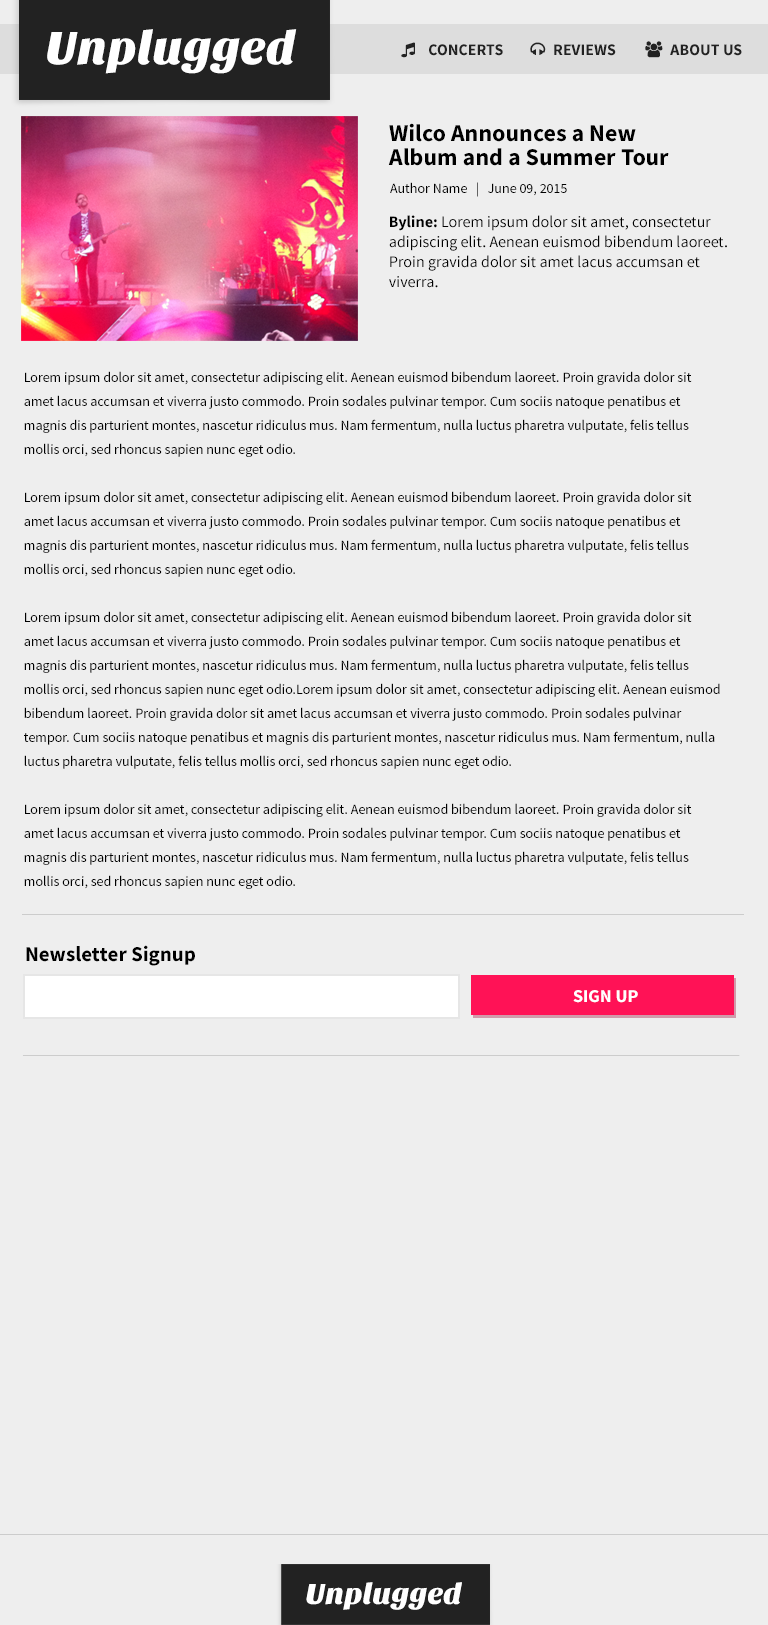 Unplugged
CONCERTS REVIEWS ABOUT US
Wilco Announces a New
Album and a Summer Tour
Author Name | June 09, 2015
Byline: Lorem ipsum dolor sit amet, consectetur
adipiscing elit. Aenean euismod bibendum laoreet.
Proin gravida dolor sit amet lacus accumsan et
viverra.
Lorem ipsum dolor sit amet, consectetur adipiscing elit. Aenean euismod bibendum laoreet. Proin gravida dolor sit
amet lacus accumsan et viverra justo commodo. Proin sodales pulvinar tempor. Cum sociis natoque penatibus et
magnis dis parturient montes, nascetur ridiculus mus. Nam fermentum, nulla luctus pharetra vulputate, felis tellus
mollis orci, sed rhoncus sapien nunc eget odio.
Lorem ipsum dolor sit amet, consectetur adipiscing elit. Aenean euismod bibendum laoreet. Proin gravida dolor sit
amet lacus accumsan et viverra justo commodo. Proin sodales pulvinar tempor. Cum sociis natoque penatibus et
magnis dis parturient montes, nascetur ridiculus mus. Nam fermentum, nulla luctus pharetra vulputate, felis tellus
mollis orci, sed rhoncus sapien nunc eget odio.
Lorem ipsum dolor sit amet, consectetur adipiscing elit. Aenean euismod bibendum laoreet. Proin gravida dolor sit
amet lacus accumsan et viverra justo commodo. Proin sodales pulvinar tempor. Cum sociis natoque penatibus et
magnis dis parturient montes, nascetur ridiculus mus. Nam fermentum, nulla luctus pharetra vulputate, felis tellus
mollis orci, sed rhoncus sapien nunc eget odio.Lorem ipsum dolor sit amet, consectetur adipiscing elit. Aenean euismod
bibendum laoreet. Proin gravida dolor sit amet lacus accumsan et viverra justo commodo. Proin sodales pulvinar
tempor. Cum sociis natoque penatibus et magnis dis parturient montes, nascetur ridiculus mus. Nam fermentum, nulla
luctus pharetra vulputate, felis tellus mollis orci, sed rhoncus sapien nunc eget odio.
Lorem ipsum dolor sit amet, consectetur adipiscing elit. Aenean euismod bibendum laoreet. Proin gravida dolor sit
amet lacus accumsan et viverra justo commodo. Proin sodales pulvinar tempor. Cum sociis natoque penatibus et
magnis dis parturient montes, nascetur ridiculus mus. Nam fermentum, nulla luctus pharetra vulputate, felis tellus
mollis orci, sed rhoncus sapien nunc eget odio.
Newsletter Signup
SIGN UP
Unplugged